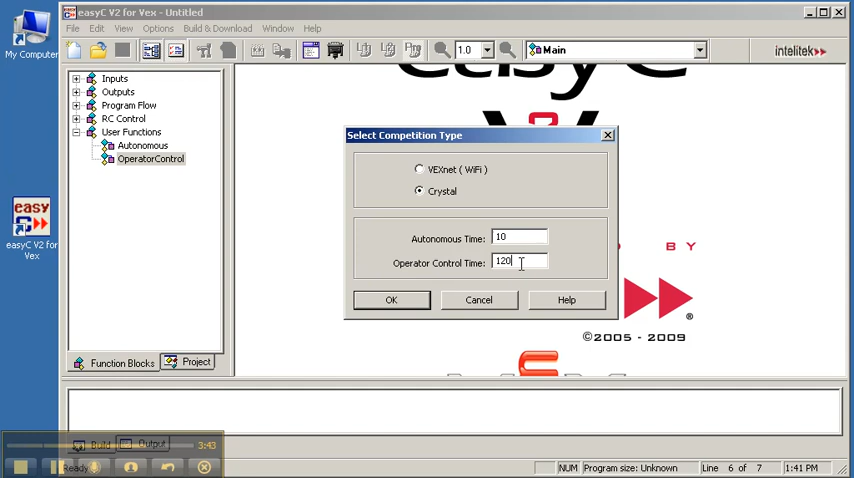 My Computer
easyC V2 for Vex - Untitled
File Edit View Options Build & Download Window Help
1.0 Main intelitek
Inputs
Outputs
Program Flow
RC Control
User Functions
Autonomous
OperatorControl
easyC
V2
Select Competition Type
VEXnet ( WiFi )
Crystal
Autonomous Time: 10
Operator Control Time: 120
OK Cancel Help
easy
C
easyC V2 for
Vex
D BY
®
©2005 - 2009
Function Blocks Project
Build Output 3:43
Ready NUM Program size: Unknown Line 6 of 7 1:41 PM